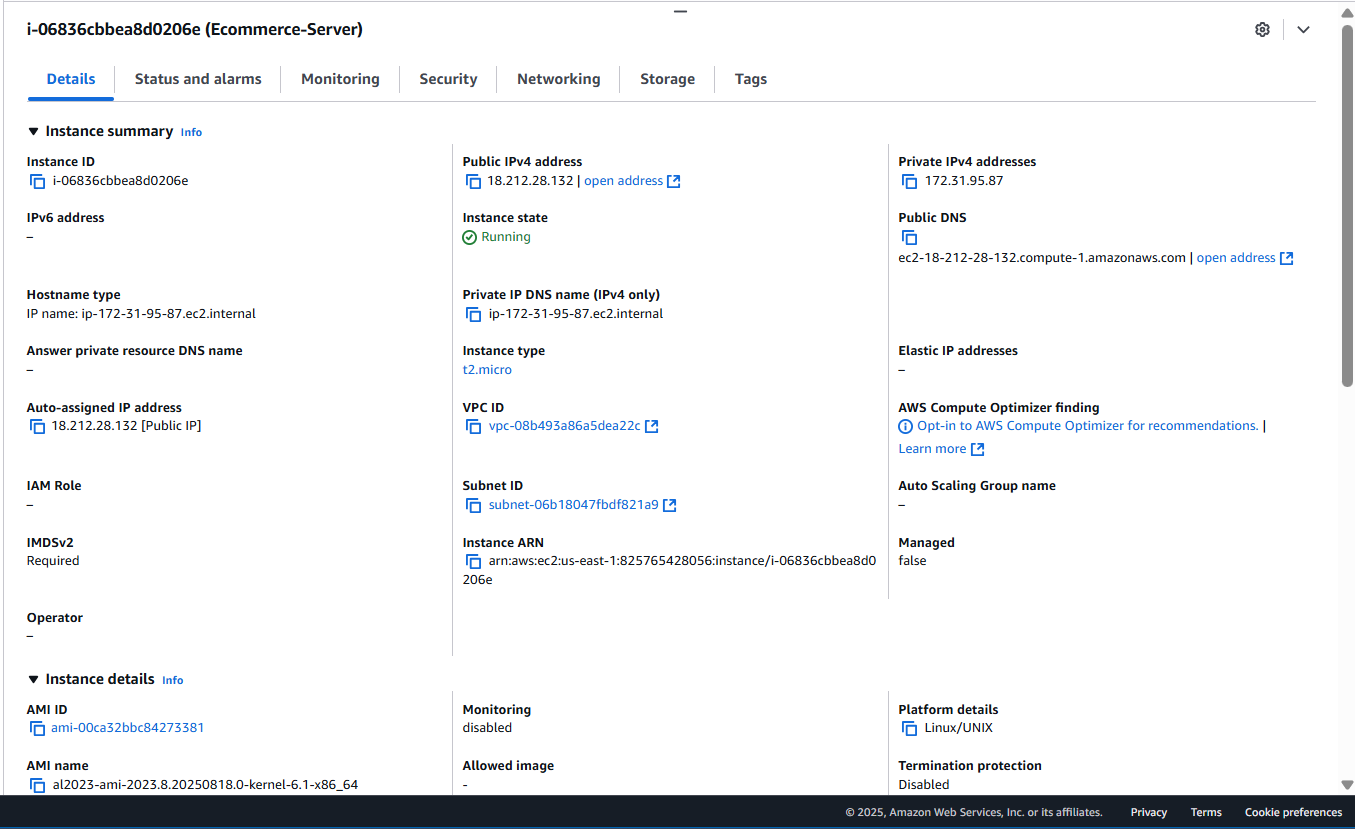 i-06836cbbea8d0206e (Ecommerce-Server)
Details
Status and alarms
Monitoring
Security
Networking
Storage
Tags
Instance summary Info
Instance ID
i-06836cbbea8d0206e
Public IPv4 address
18.212.28.132 | open address
Private IPv4 addresses
172.31.95.87
IPv6 address
–
Instance state
Running
Public DNS
ec2-18-212-28-132.compute-1.amazonaws.com | open address
Hostname type
IP name: ip-172-31-95-87.ec2.internal
Private IP DNS name (IPv4 only)
ip-172-31-95-87.ec2.internal
Answer private resource DNS name
–
Instance type
t2.micro
Elastic IP addresses
–
Auto-assigned IP address
18.212.28.132 [Public IP]
VPC ID
vpc-08b493a86a5dea22c
AWS Compute Optimizer finding
Opt-in to AWS Compute Optimizer for recommendations. |
Learn more
IAM Role
–
Subnet ID
subnet-06b18047fbdf821a9
Auto Scaling Group name
–
IMDSv2
Required
Instance ARN
arn:aws:ec2:us-east-1:825765428056:instance/i-06836cbbea8d0
206e
Managed
false
Operator
–
Instance details Info
AMI ID
ami-00ca32bbc84273381
Monitoring
disabled
Platform details
Linux/UNIX
AMI name
al2023-ami-2023.8.20250818.0-kernel-6.1-x86_64
Allowed image
-
Termination protection
Disabled
© 2025, Amazon Web Services, Inc. or its affiliates.
Privacy
Terms
Cookie preferences